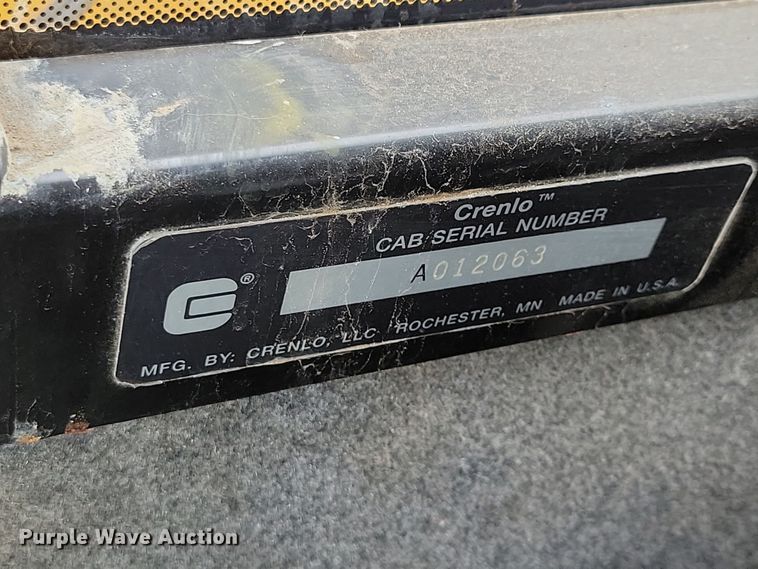 Crenlo™
CAB SERIAL NUMBER
A012063
®
MFG. BY: CRENLO, LLC ROCHESTER, MN MADE IN U.S.A.
Purple Wave Auction